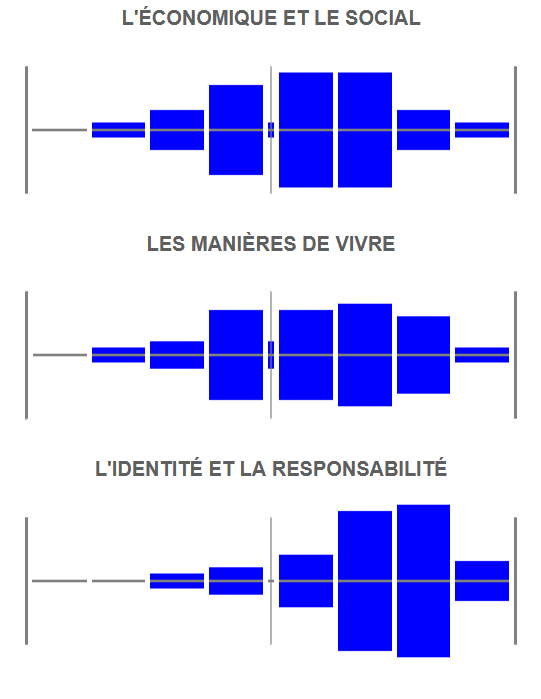 L'ÉCONOMIQUE ET LE SOCIAL
LES MANIÈRES DE VIVRE
L'IDENTITÉ ET LA RESPONSABILITÉ